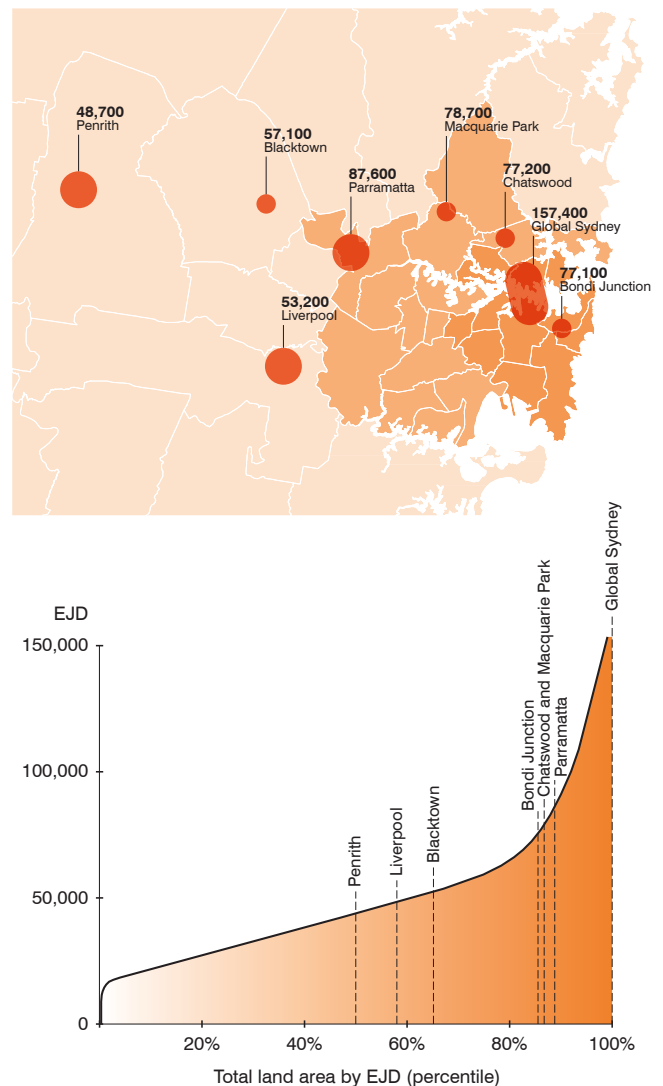 48,700
Penrith
57,100
Blacktown
87,600
Parramatta
78,700
Macquarie Park
77,200
Chatswood
157,400
Global Sydney
77,100
Bondi Junction
53,200
Liverpool
EJD
150,000
100,000
50,000
0
Penrith
Liverpool
Blacktown
Bondi Junction
Chatswood and Macquarie Park
Parramatta
Global Sydney
20%
40%
60%
80%
100%
Total land area by EJD (percentile)